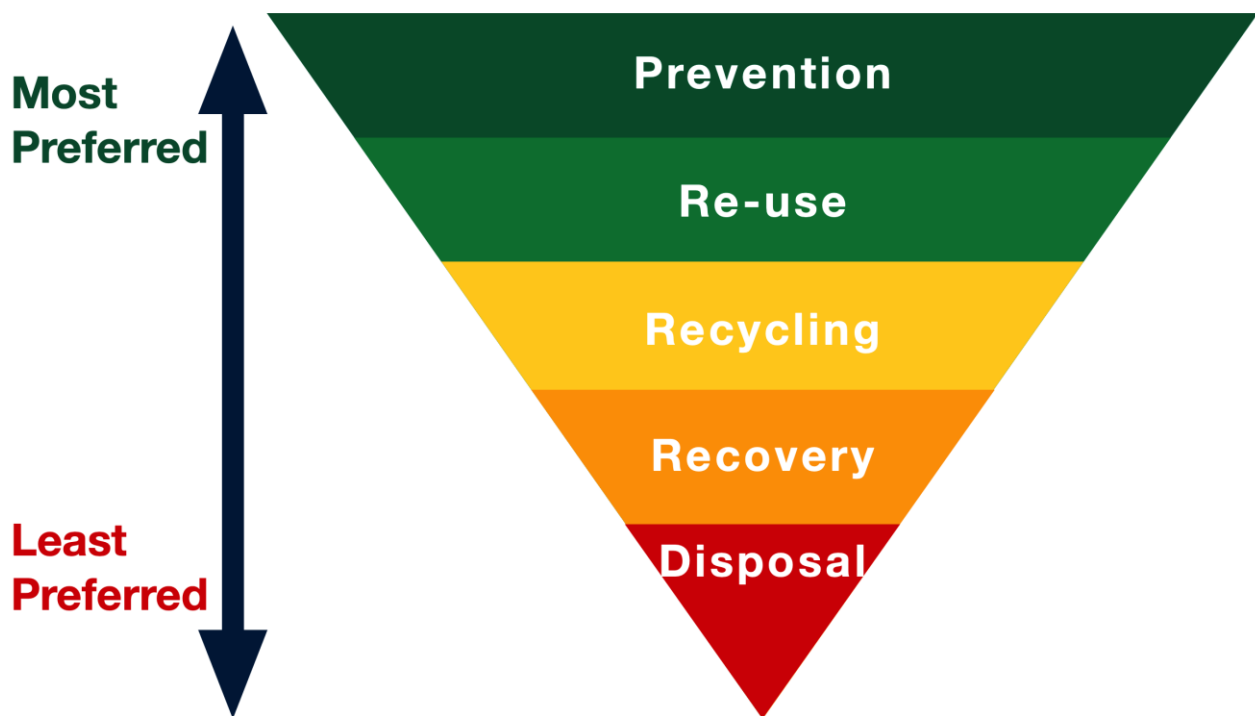 Most
Preferred
Prevention
Re-use
Recycling
Recovery
Disposal
Least
Preferred